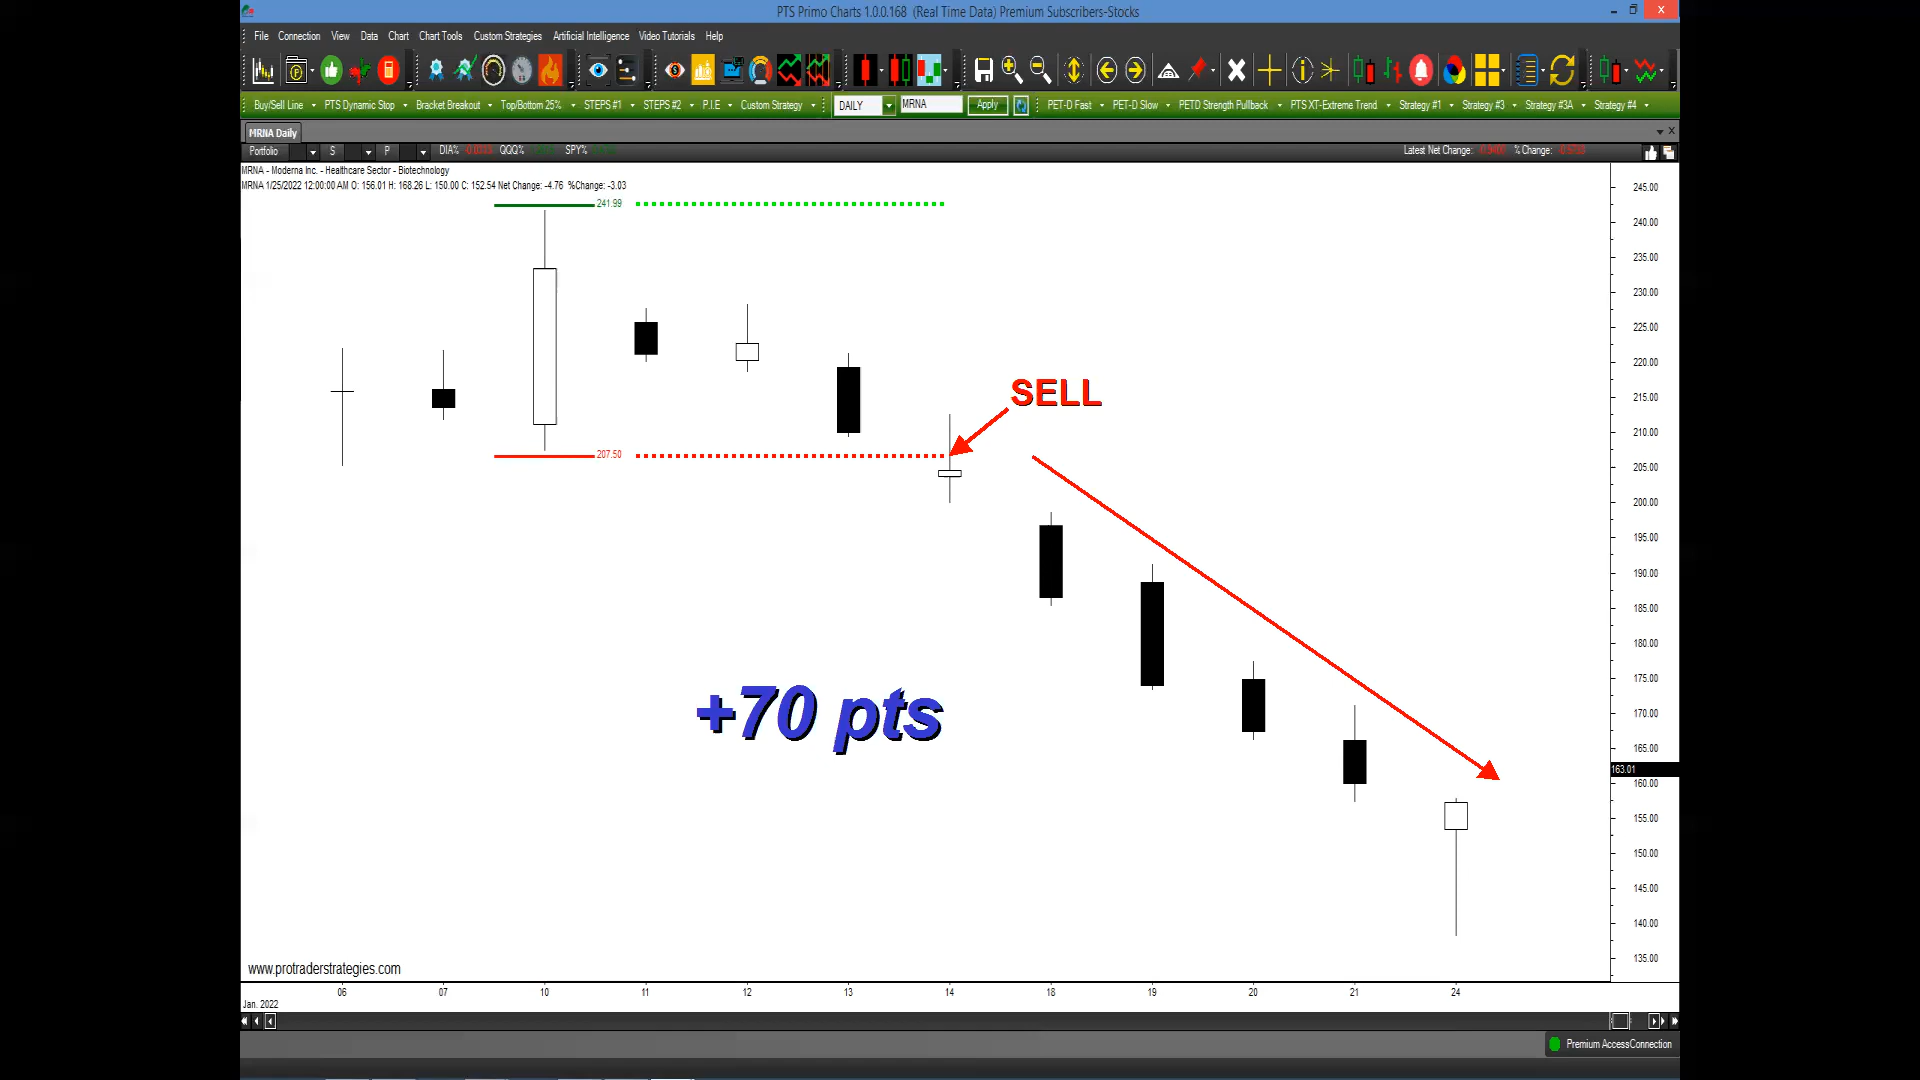 PTS Primo Charts 1.0.0.168 (Real Time Data) Premium Subscribers-Stocks
File Connection View Data Chart Chart Tools Custom Strategies Artificial Intelligence Video Tutorials Help
Buy/Sell Line PTS Dynamic Stop Bracket Breakout Top/Bottom 25% STEPS #1 STEPS #2 P.I.E Custom Strategy DAILY MRNA Apply PET-D Fast PET-D Slow PETD Strength Pullback PTS XT-Extreme Trend Strategy #1 Strategy #3 Strategy #3A Strategy #4
MRNA Daily
Portfolio S P DIA% QQQ% SPY% Latest Net Change: % Change:
MRNA - Moderna Inc. - Healthcare Sector - Biotechnology
MRNA 1/25/2022 12:00:00 AM O: 156.01 H: 168.26 L: 150.00 C: 152.54 Net Change: -4.76 %Change: -3.03
241.99
SELL
207.50
+70 pts
245.00
240.00
235.00
230.00
225.00
220.00
215.00
210.00
205.00
200.00
195.00
190.00
185.00
180.00
175.00
170.00
165.00
163.01
160.00
155.00
150.00
145.00
140.00
135.00
www.protraderstrategies.com
06 07 10 11 12 13 14 18 19 20 21 24
Jan. 2022
Premium AccessConnection